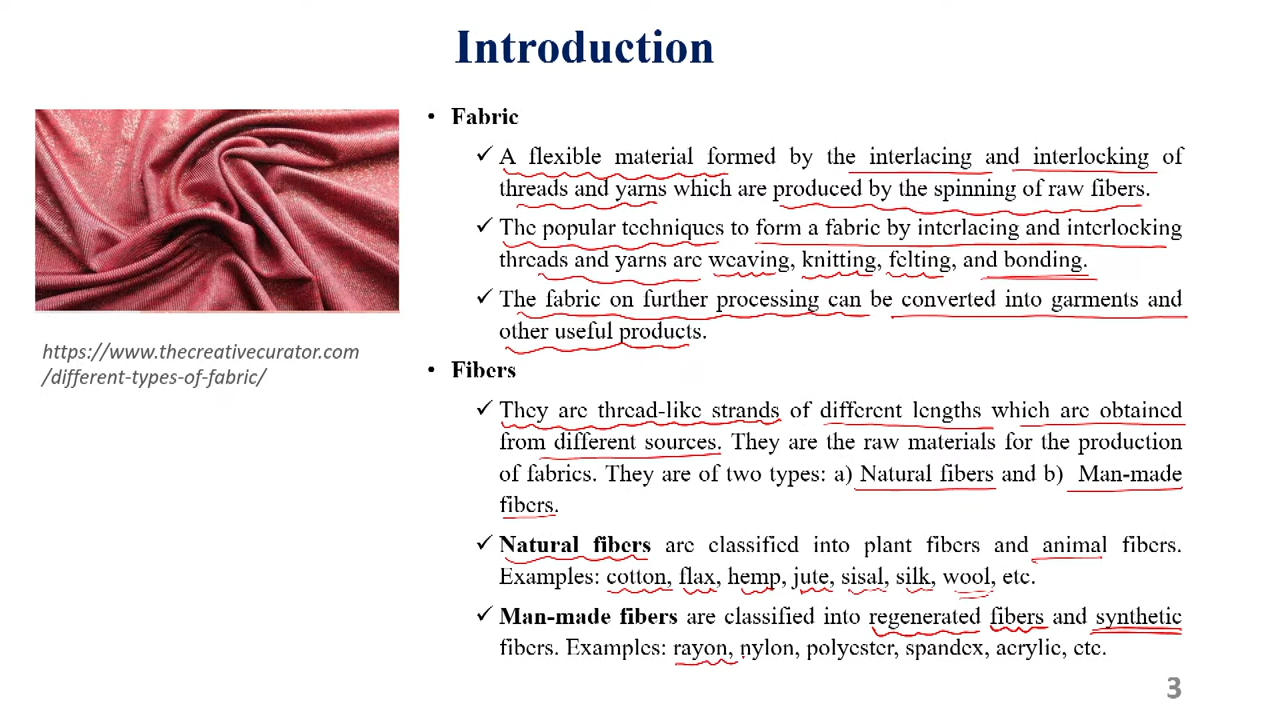 Introduction
• Fabric
✓ A flexible material formed by the interlacing and interlocking of
threads and yarns which are produced by the spinning of raw fibers.
✓ The popular techniques to form a fabric by interlacing and interlocking
threads and yarns are weaving, knitting, felting, and bonding.
✓ The fabric on further processing can be converted into garments and
other useful products.
https://www.thecreativecurator.com
/different-types-of-fabric/
• Fibers
✓ They are thread-like strands of different lengths which are obtained
from different sources. They are the raw materials for the production
of fabrics. They are of two types: a) Natural fibers and b) Man-made
fibers.
✓ Natural fibers are classified into plant fibers and animal fibers.
Examples: cotton, flax, hemp, jute, sisal, silk, wool, etc.
✓ Man-made fibers are classified into regenerated fibers and synthetic
fibers. Examples: rayon, nylon, polyester, spandex, acrylic, etc.
3